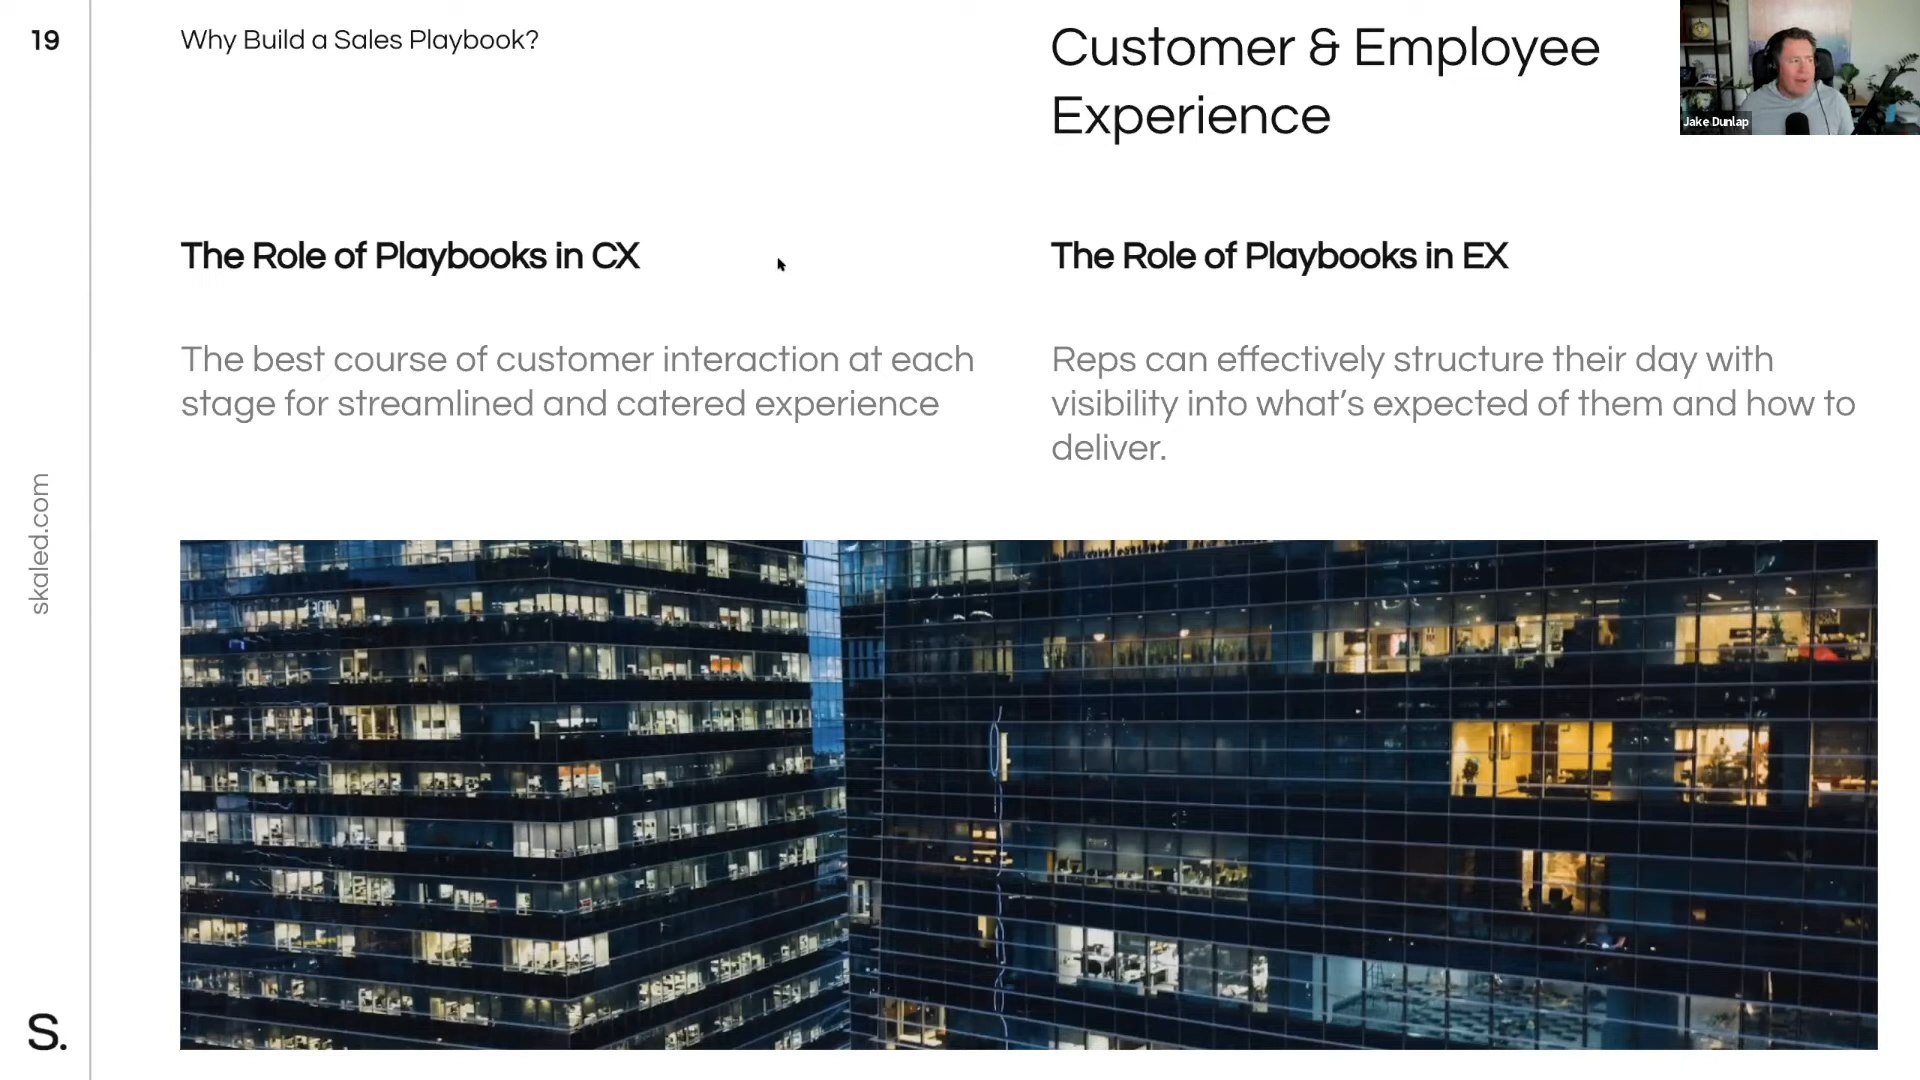 19
Why Build a Sales Playbook?
Customer & Employee
Experience
Jake Dunlap
The Role of Playbooks in CX
The best course of customer interaction at each
stage for streamlined and catered experience
The Role of Playbooks in EX
Reps can effectively structure their day with
visibility into what’s expected of them and how to
deliver.
skaled.com
S.